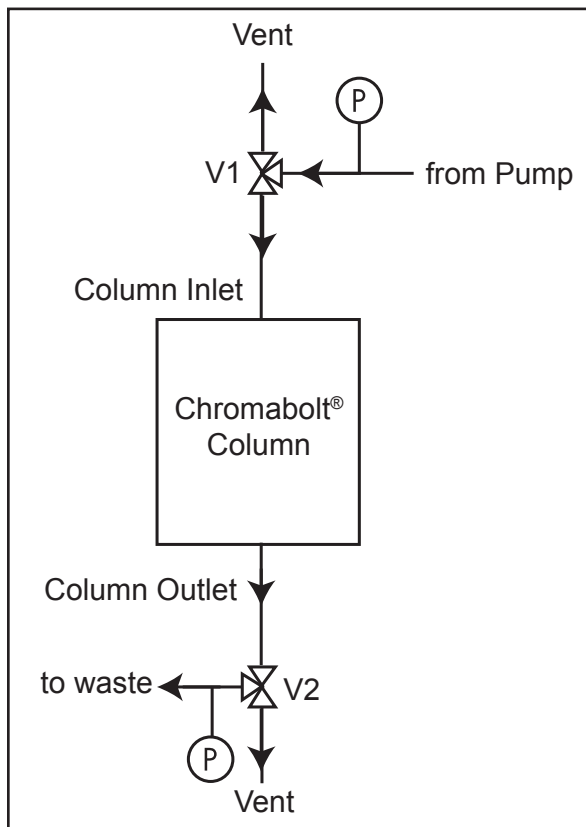 Vent
P
V1
from Pump
Column Inlet
Chromabolt®
Column
Column Outlet
to waste
V2
P
Vent